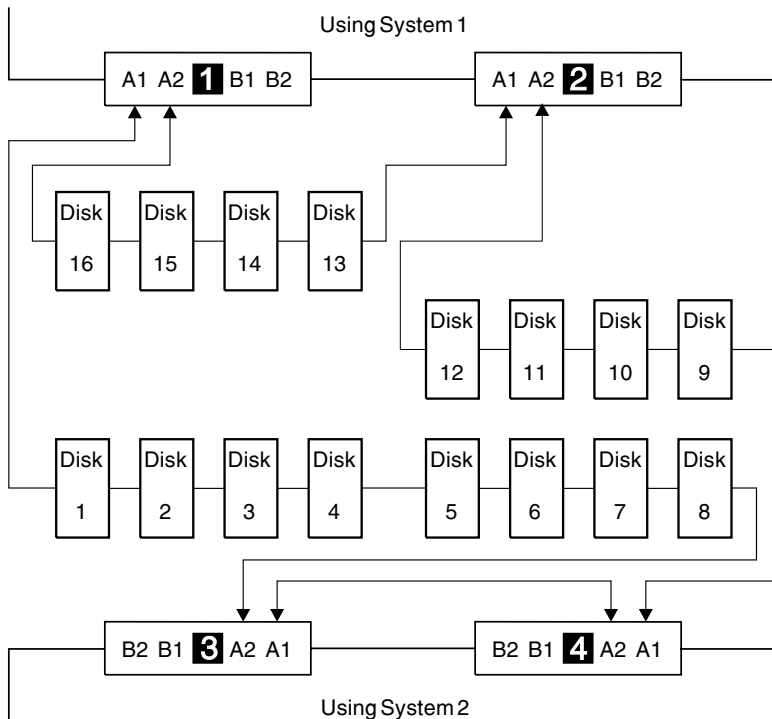 Using System 1
A1 A2 1 B1 B2
A1 A2 2 B1 B2
Disk 16
Disk 15
Disk 14
Disk 13
Disk 12
Disk 11
Disk 10
Disk 9
Disk 1
Disk 2
Disk 3
Disk 4
Disk 5
Disk 6
Disk 7
Disk 8
B2 B1 3 A2 A1
B2 B1 4 A2 A1
Using System 2